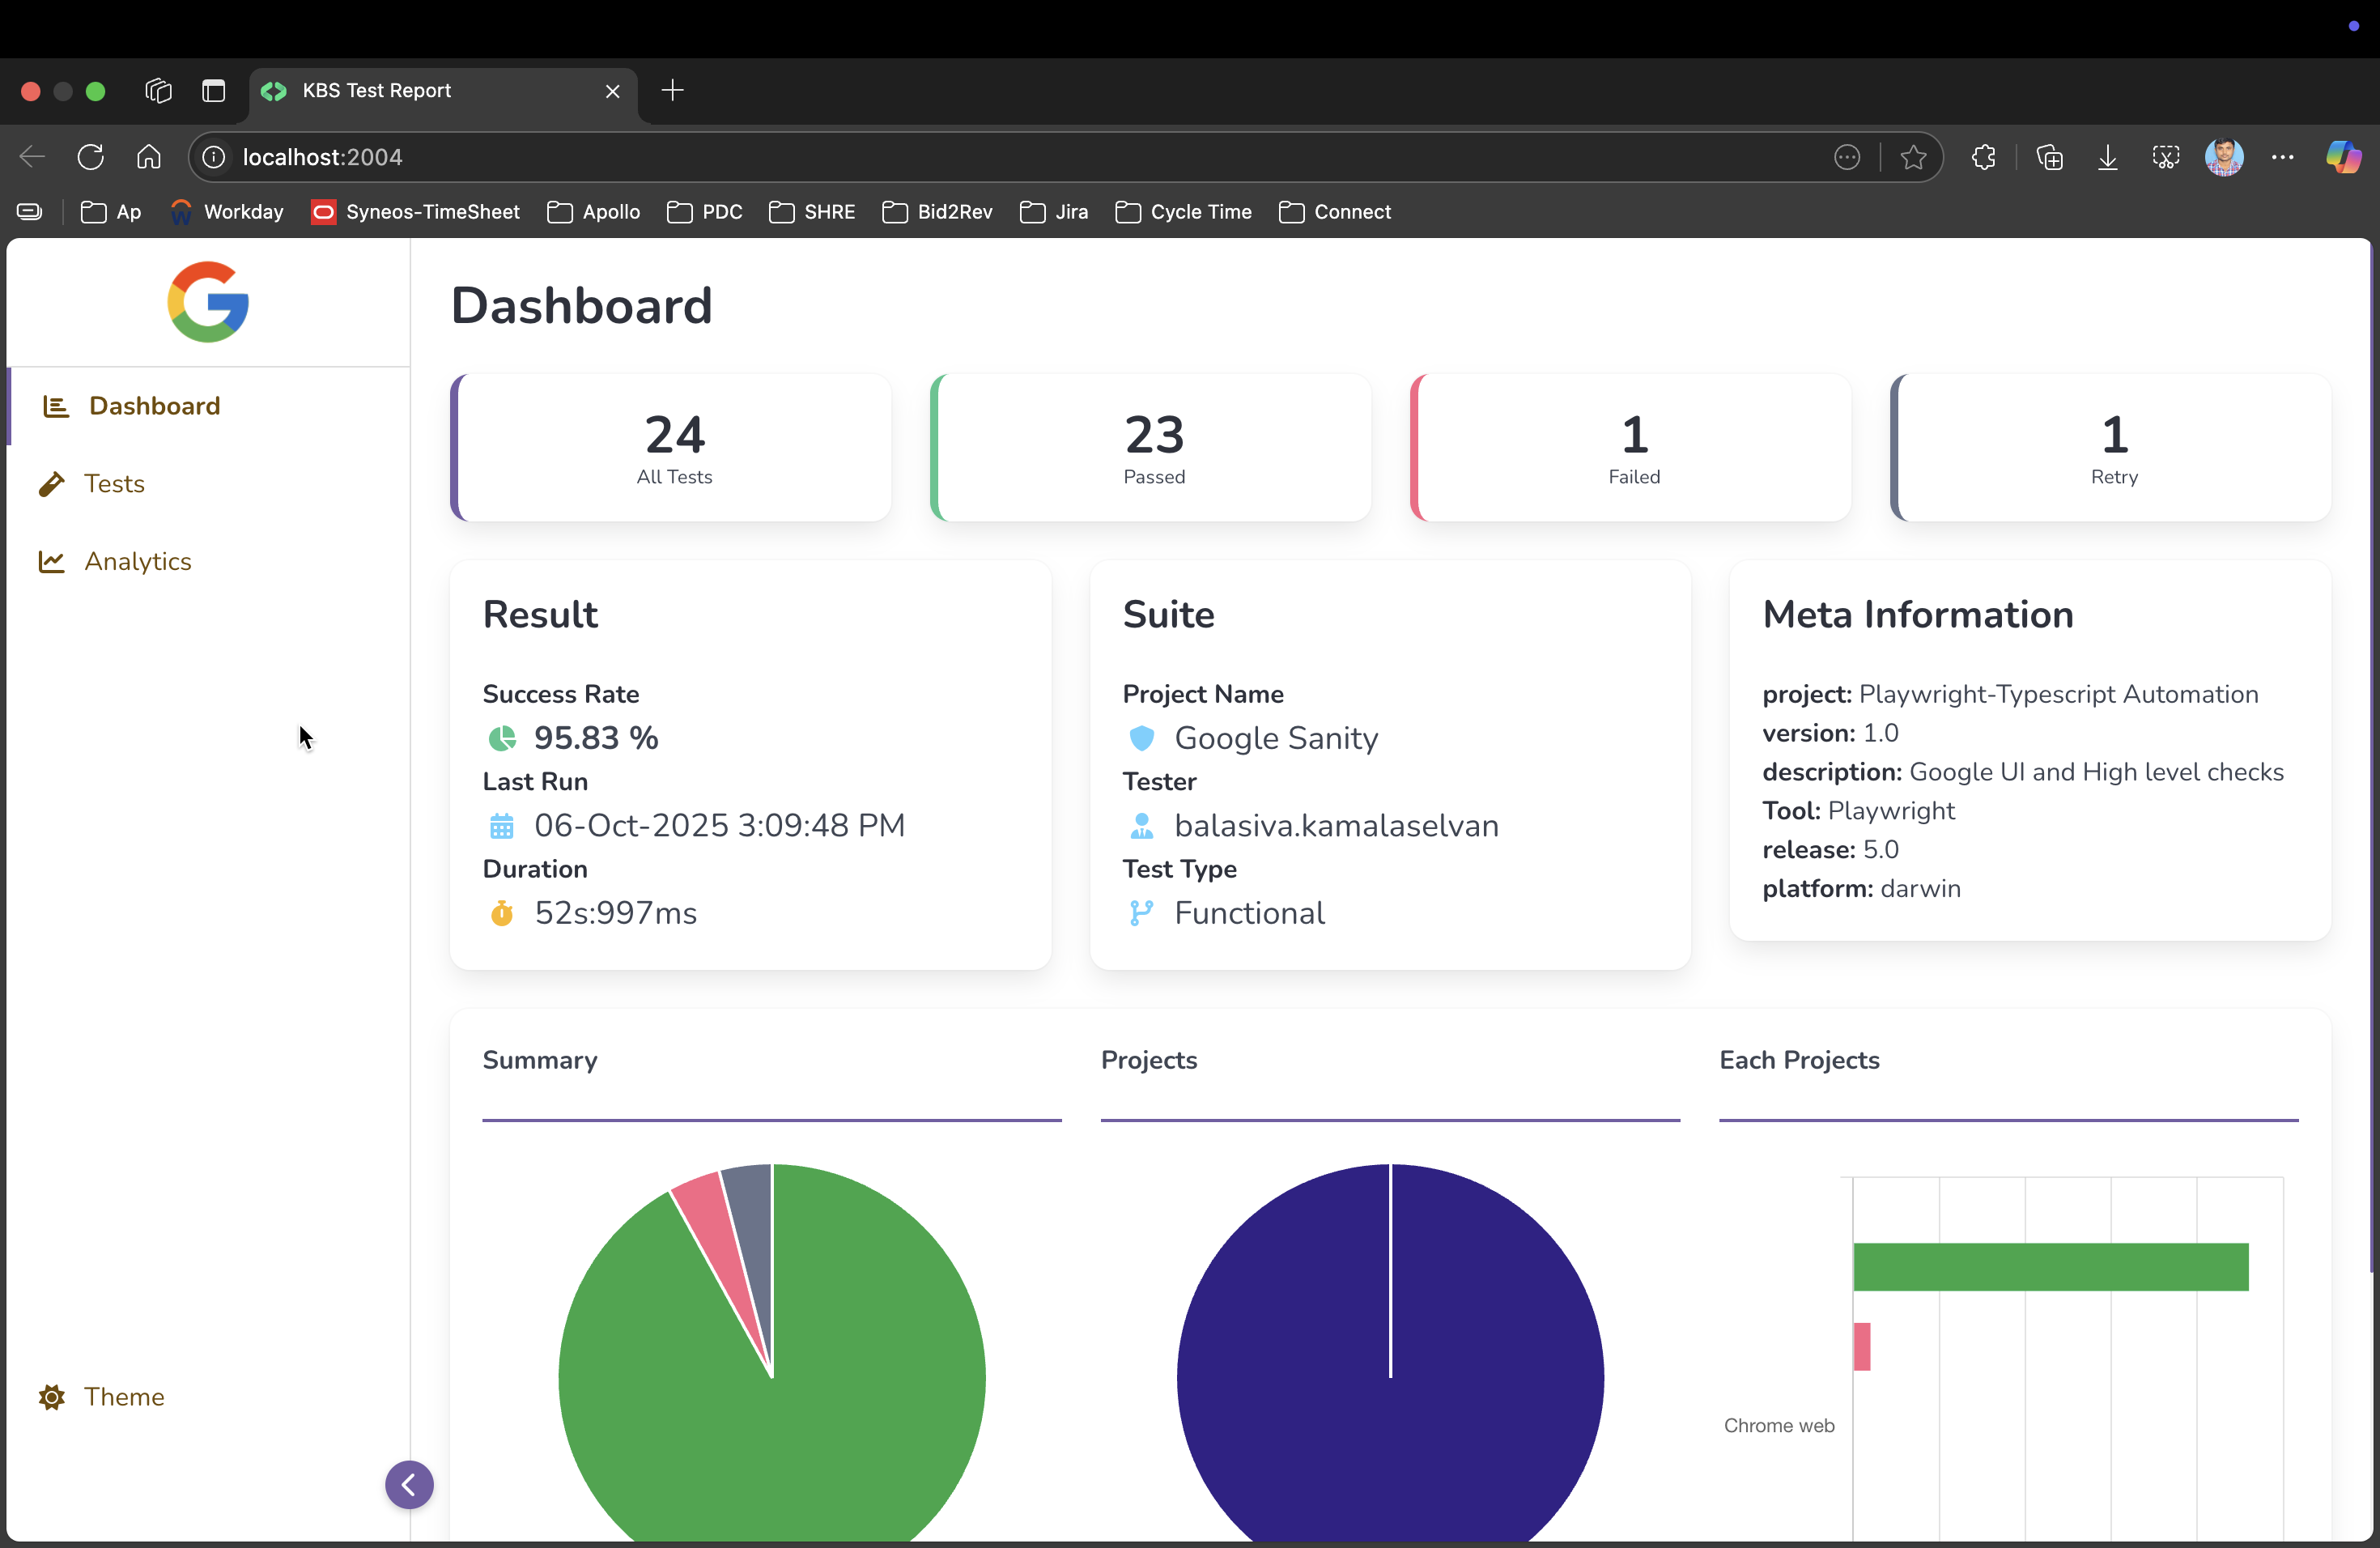 KBS Test Report
localhost:2004
Ap
Workday
Syneos-TimeSheet
Apollo
PDC
SHRE
Bid2Rev
Jira
Cycle Time
Connect
Dashboard
Tests
Analytics
Theme
Dashboard
24
All Tests
23
Passed
1
Failed
1
Retry
Result
Success Rate
95.83 %
Last Run
06-Oct-2025 3:09:48 PM
Duration
52s:997ms
Suite
Project Name
Google Sanity
Tester
balasiva.kamalaselvan
Test Type
Functional
Meta Information
project: Playwright-Typescript Automation
version: 1.0
description: Google UI and High level checks
Tool: Playwright
release: 5.0
platform: darwin
Summary
Projects
Each Projects
Chrome web